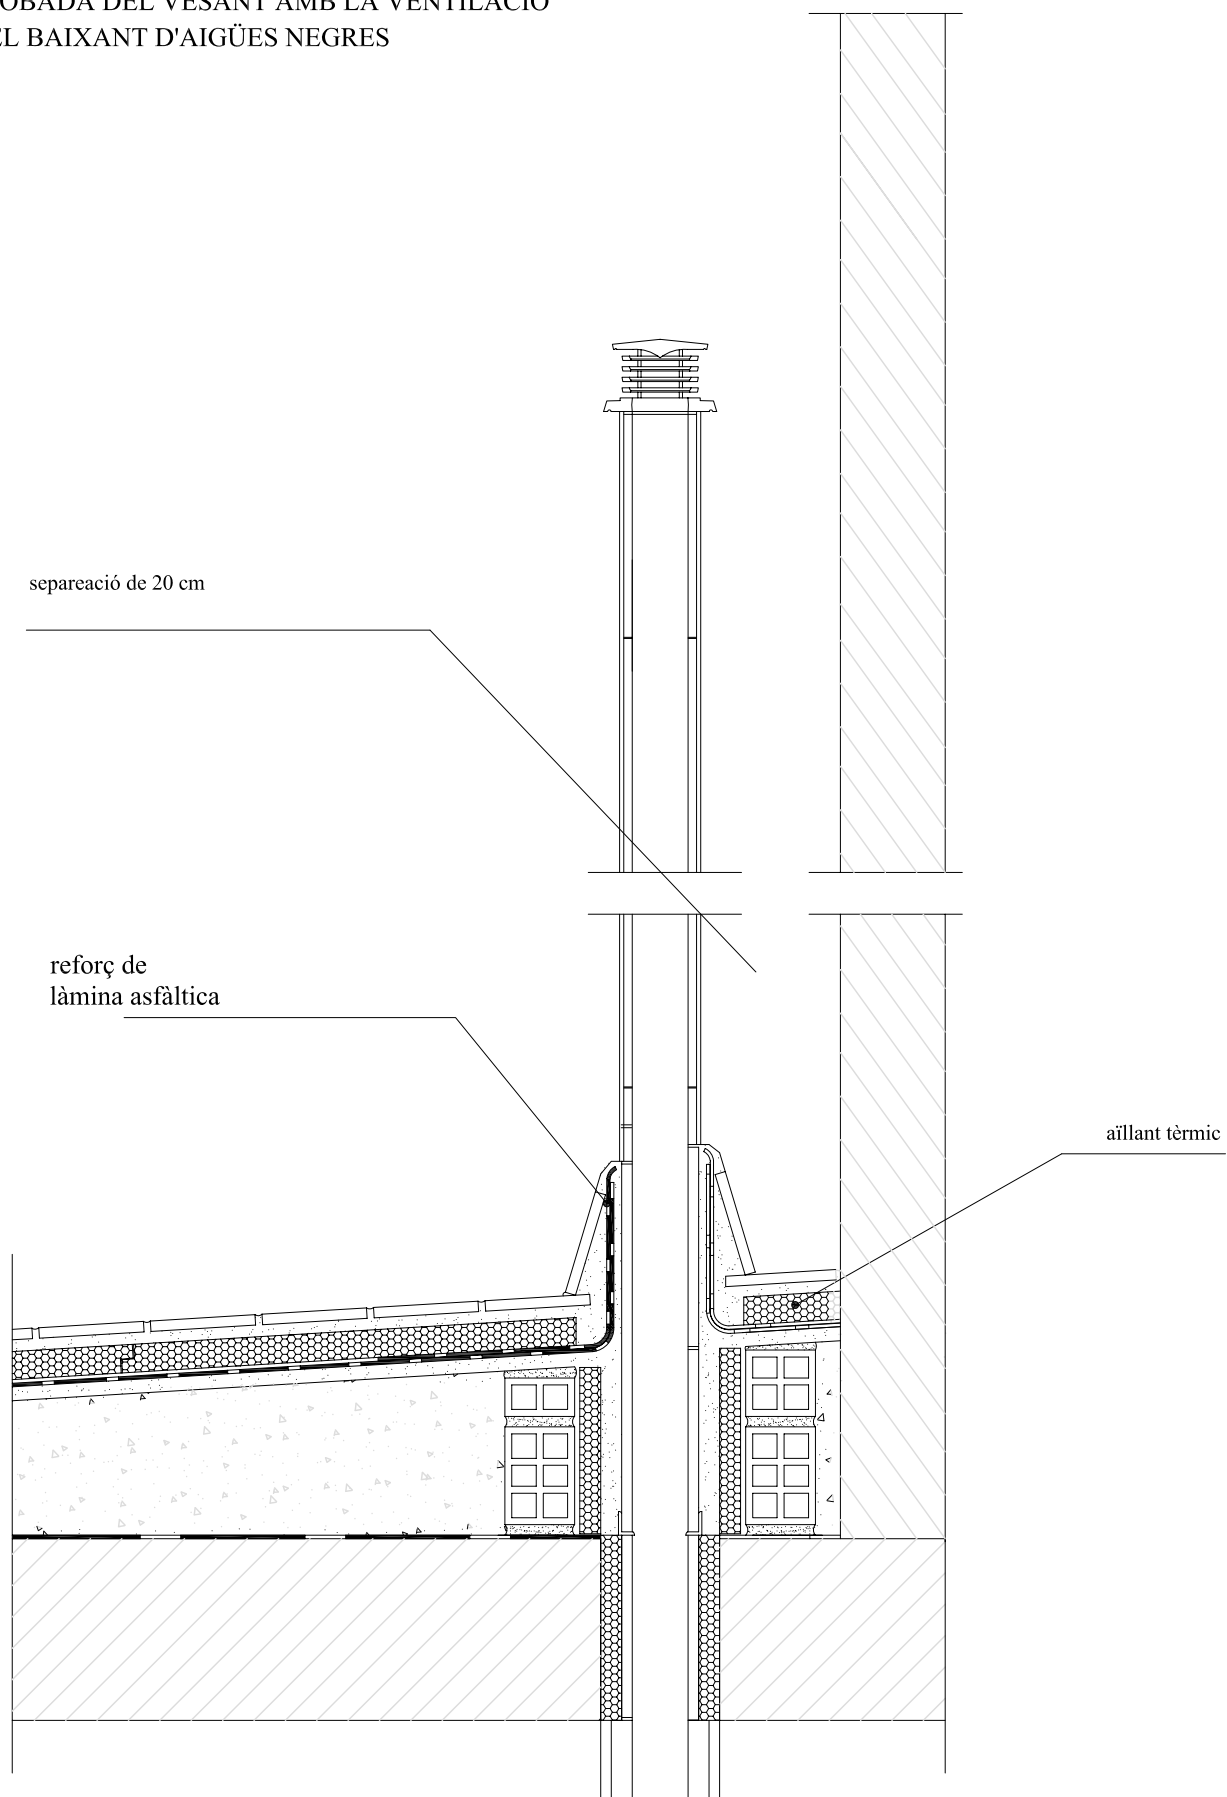 OBADA DEL VESANT AMB LA VENTILACIÓ
EL BAIXANT D'AIGÜES NEGRES
separeació de 20 cm
reforç de
làmina asfàltica
aïllant tèrmic